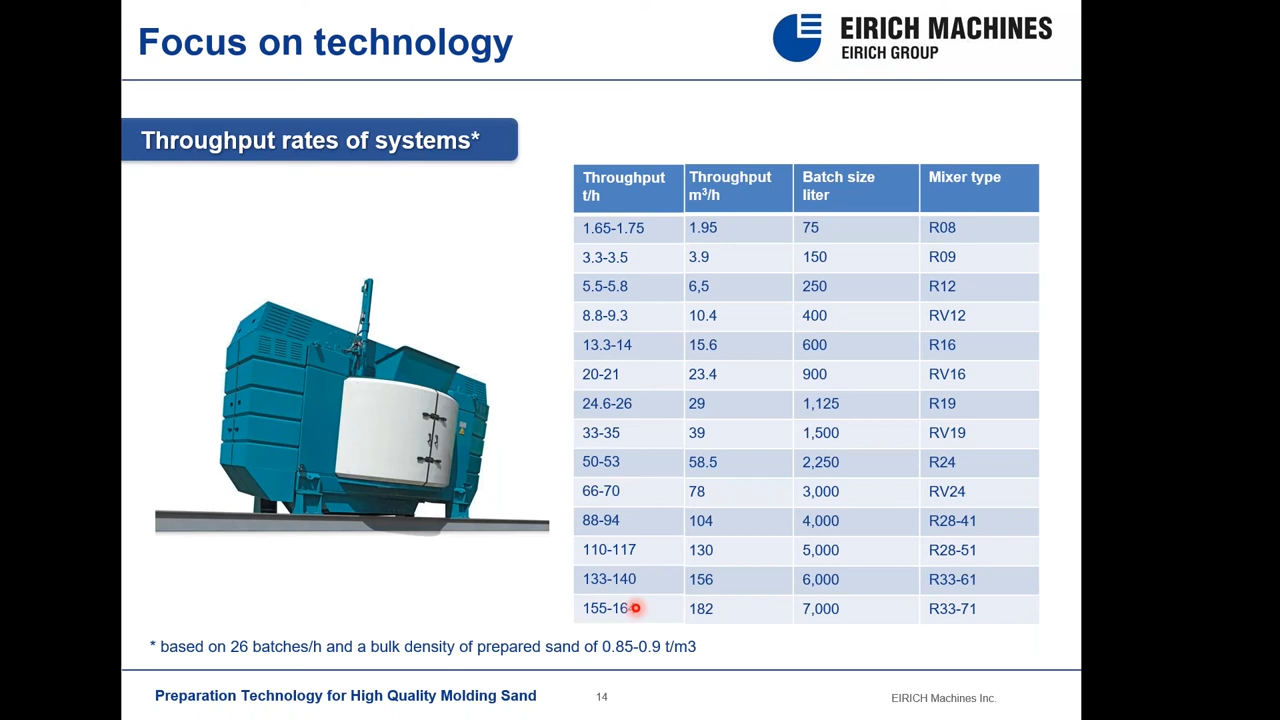 Focus on technology
EIRICH MACHINES
EIRICH GROUP
Throughput rates of systems*
Throughput t/h Throughput m³/h Batch size liter Mixer type
1.65-1.75 1.95 75 R08
3.3-3.5 3.9 150 R09
5.5-5.8 6,5 250 R12
8.8-9.3 10.4 400 RV12
13.3-14 15.6 600 R16
20-21 23.4 900 RV16
24.6-26 29 1,125 R19
33-35 39 1,500 RV19
50-53 58.5 2,250 R24
66-70 78 3,000 RV24
88-94 104 4,000 R28-41
110-117 130 5,000 R28-51
133-140 156 6,000 R33-61
182 7,000 R33-71
* based on 26 batches/h and a bulk density of prepared sand of 0.85-0.9 t/m3
Preparation Technology for High Quality Molding Sand 14 EIRICH Machines Inc.